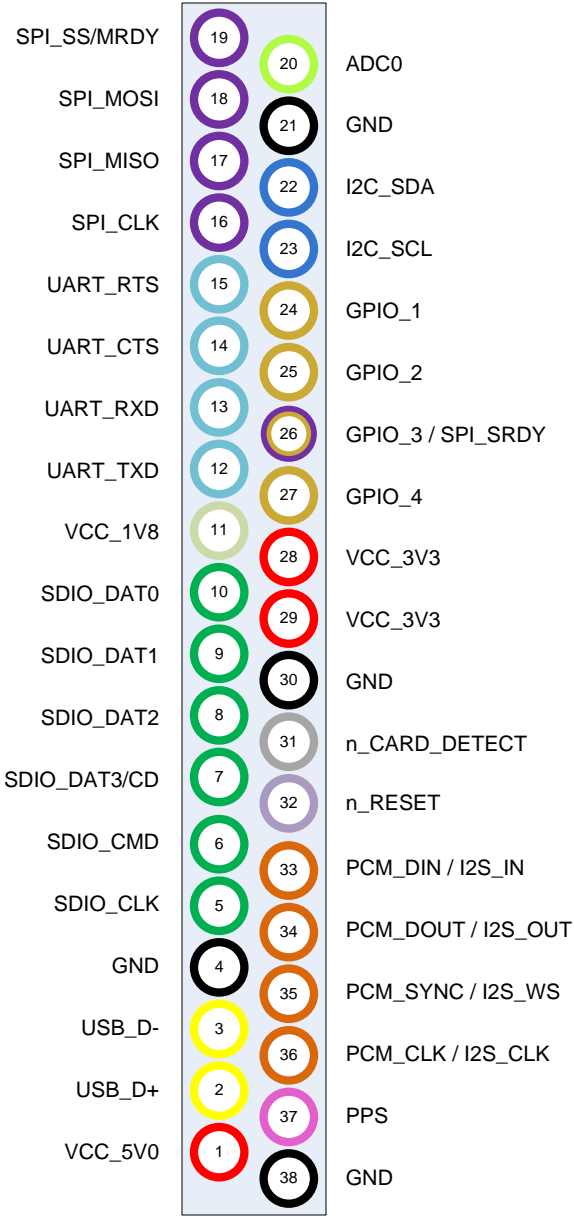 SPI_SS/MRDY 19
20 ADC0
SPI_MOSI 18
21 GND
SPI_MISO 17
22 I2C_SDA
SPI_CLK 16
23 I2C_SCL
UART_RTS 15
24 GPIO_1
UART_CTS 14
25 GPIO_2
UART_RXD 13
26 GPIO_3 / SPI_SRDY
UART_TXD 12
27 GPIO_4
VCC_1V8 11
28 VCC_3V3
SDIO_DAT0 10
29 VCC_3V3
SDIO_DAT1 9
30 GND
SDIO_DAT2 8
31 n_CARD_DETECT
SDIO_DAT3/CD 7
32 n_RESET
SDIO_CMD 6
33 PCM_DIN / I2S_IN
SDIO_CLK 5
34 PCM_DOUT / I2S_OUT
GND 4
35 PCM_SYNC / I2S_WS
USB_D- 3
36 PCM_CLK / I2S_CLK
USB_D+ 2
37 PPS
VCC_5V0 1
38 GND